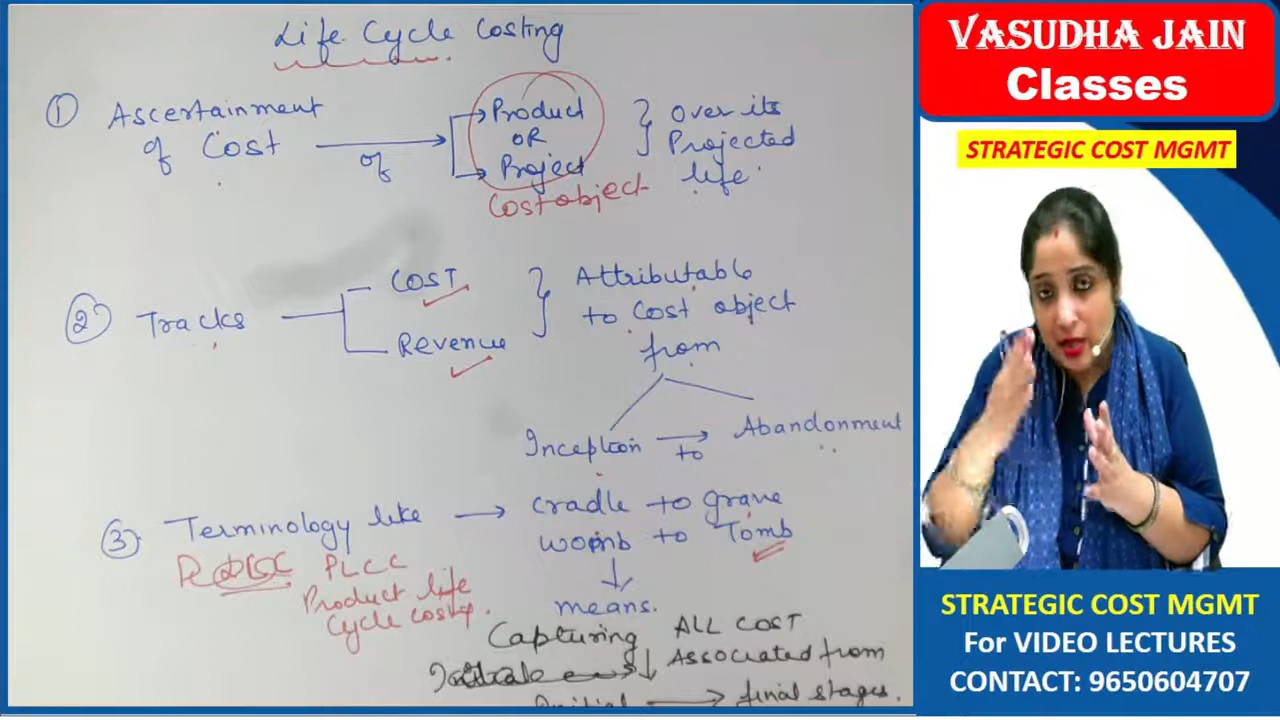 Life Cycle Costing
① Ascertainment of Cost → of Product OR Project } over its Projected life
Cost object
② Tracks COST Revenue } Attributable to Cost object from
Inception → to Abandonment
③ Terminology like → cradle to grave
womb to Tomb
PLCC
Product life
Cycle costing.
means.
Capturing ALL COST
Associated from
initial → final stages.
VASUDHA JAIN
Classes
STRATEGIC COST MGMT
STRATEGIC COST MGMT
For VIDEO LECTURES
CONTACT: 9650604707